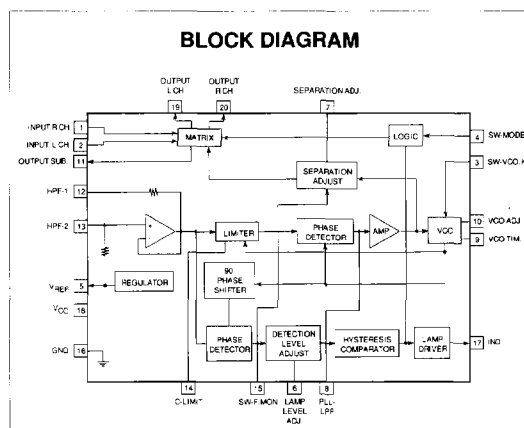 BLOCK DIAGRAM
OUTPUT L CH
OUTPUT R CH
SEPARATION ADJ.
19
20
7
INPUT R CH
1
INPUT L CH
2
OUTPUT SUB.
11
MATRIX
LOGIC
4
SW-MODE
3
SW-VCO.K
HPF-1
12
SEPARATION ADJUST
HPF-2
13
+
-
LIMITER
PHASE DETECTOR
AMP
VCC
10
VCO ADJ
9
VCO TIM.
VREF
5
REGULATOR
90 PHASE SHIFTER
VCC
18
PHASE DETECTOR
DETECTION LEVEL ADJUST
HYSTERESIS COMPARATOR
LAMP DRIVER
17
IND
GND
16
14
15
6
8
C-LIMIT
SW-F.MON
LAMP LEVEL ADJ
PLL-LPF